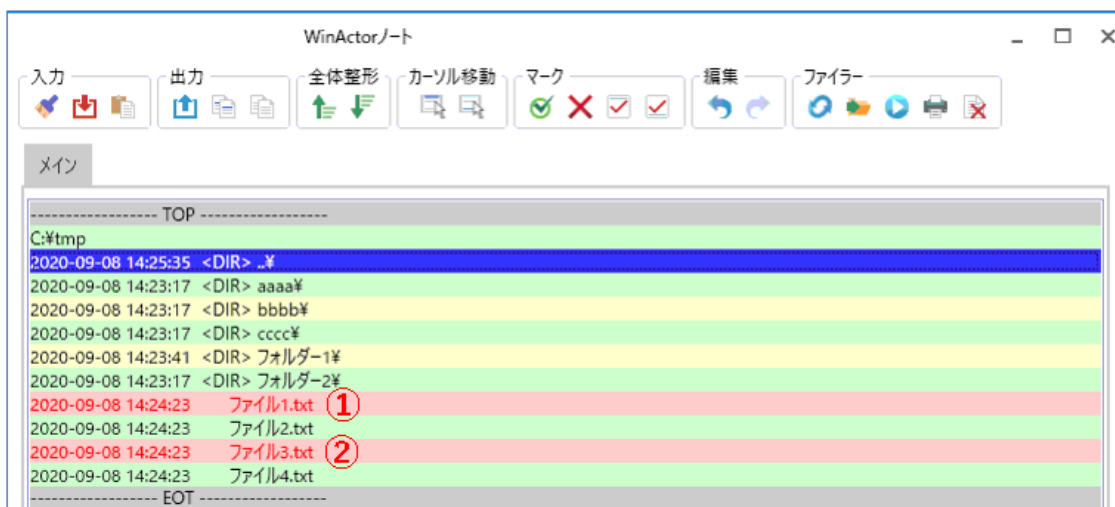 WinActorノート
入力 出力 全体整形 カーソル移動 マーク 編集 ファイラー
メイン
------------------ TOP ------------------
C:¥tmp
2020-09-08 14:25:35 <DIR> ..¥
2020-09-08 14:23:17 <DIR> aaaa¥
2020-09-08 14:23:17 <DIR> bbbb¥
2020-09-08 14:23:17 <DIR> cccc¥
2020-09-08 14:23:41 <DIR> フォルダー1¥
2020-09-08 14:23:17 <DIR> フォルダー2¥
2020-09-08 14:24:23 ファイル1.txt ①
2020-09-08 14:24:23 ファイル2.txt
2020-09-08 14:24:23 ファイル3.txt ②
2020-09-08 14:24:23 ファイル4.txt
------------------ EOT ------------------